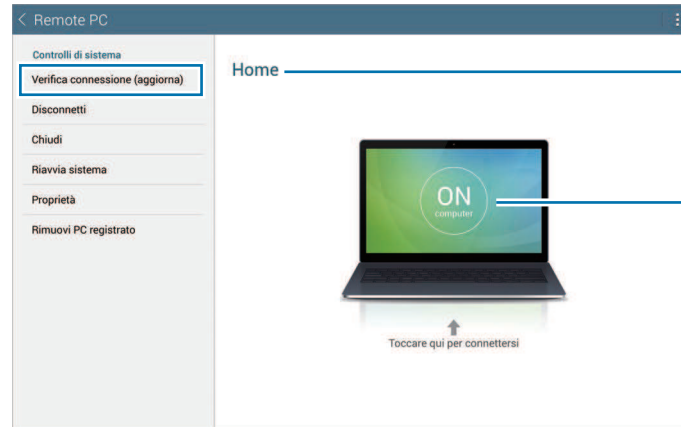 Remote PC
Controlli di sistema
Verifica connessione (aggiorna)
Disconnetti
Chiudi
Riavvia sistema
Proprietà
Rimuovi PC registrato
Home
ON
computer
Toccare qui per connettersi